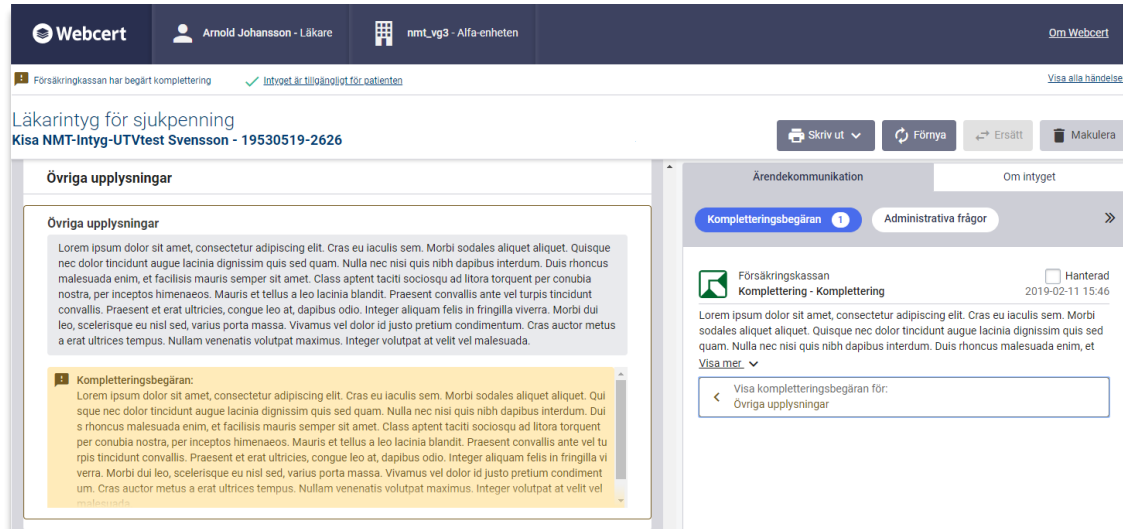 Webcert
Arnold Johansson - Läkare
nmt_vg3 - Alfa-enheten
Om Webcert
Försäkringkassan har begärt komplettering
Intyget är tillgängligt för patienten
Visa alla händelse
Läkarintyg för sjukpenning
Kisa NMT-Intyg-UTVtest Svensson - 19530519-2626
Skriv ut
Förnya
Ersätt
Makulera
Övriga upplysningar
Övriga upplysningar
Lorem ipsum dolor sit amet, consectetur adipiscing elit. Cras eu iaculis sem. Morbi sodales aliquet aliquet. Quisque
nec dolor tincidunt augue lacinia dignissim quis sed quam. Nulla nec nisi quis nibh dapibus interdum. Duis rhoncus
malesuada enim, et facilisis mauris semper sit amet. Class aptent taciti sociosqu ad litora torquent per conubia
nostra, per inceptos himenaeos. Mauris et tellus a leo lacinia blandit. Praesent convallis ante vel turpis tincidunt
convallis. Praesent et erat ultricies, congue leo at, dapibus odio. Integer aliquam felis in fringilla viverra. Morbi dui
leo, scelerisque eu nisl sed, varius porta massa. Vivamus vel dolor id justo pretium condimentum. Cras auctor metus
a erat ultrices tempus. Nullam venenatis volutpat maximus. Integer volutpat at velit vel malesuada.
Kompletteringsbegäran:
Lorem ipsum dolor sit amet, consectetur adipiscing elit. Cras eu iaculis sem. Morbi sodales aliquet aliquet. Qui
sque nec dolor tincidunt augue lacinia dignissim quis sed quam. Nulla nec nisi quis nibh dapibus interdum. Dui
s rhoncus malesuada enim, et facilisis mauris semper sit amet. Class aptent taciti sociosqu ad litora torquent
per conubia nostra, per inceptos himenaeos. Mauris et tellus a leo lacinia blandit. Praesent convallis ante vel tu
rpis tincidunt convallis. Praesent et erat ultricies, congue leo at, dapibus odio. Integer aliquam felis in fringilla vi
verra. Morbi dui leo, scelerisque eu nisl sed, varius porta massa. Vivamus vel dolor id justo pretium condiment
um. Cras auctor metus a erat ultrices tempus. Nullam venenatis volutpat maximus. Integer volutpat at velit vel
malesuada.
Ärendekommunikation
Om intyget
Kompletteringsbegäran 1
Administrativa frågor
Försäkringskassan
Hanterad
Komplettering - Komplettering
2019-02-11 15:46
Lorem ipsum dolor sit amet, consectetur adipiscing elit. Cras eu iaculis sem. Morbi
sodales aliquet aliquet. Quisque nec dolor tincidunt augue lacinia dignissim quis sed
quam. Nulla nec nisi quis nibh dapibus interdum. Duis rhoncus malesuada enim, et
Visa mer
Visa kompletteringsbegäran för:
Övriga upplysningar